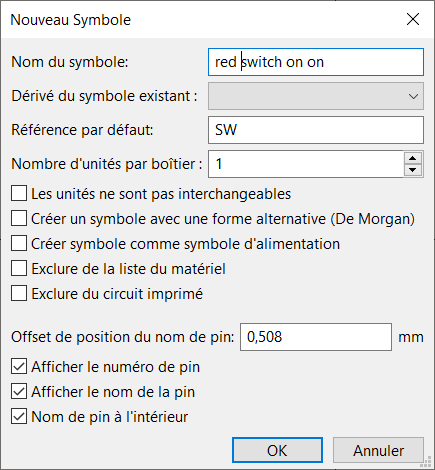 Nouveau Symbole
Nom du symbole: red switch on on
Dérivé du symbole existant :
Référence par défaut: SW
Nombre d'unités par boîtier : 1
Les unités ne sont pas interchangeables
Créer un symbole avec une forme alternative (De Morgan)
Créer symbole comme symbole d'alimentation
Exclure de la liste du matériel
Exclure du circuit imprimé
Offset de position du nom de pin: 0,508 mm
Afficher le numéro de pin
Afficher le nom de la pin
Nom de pin à l'intérieur
OK Annuler